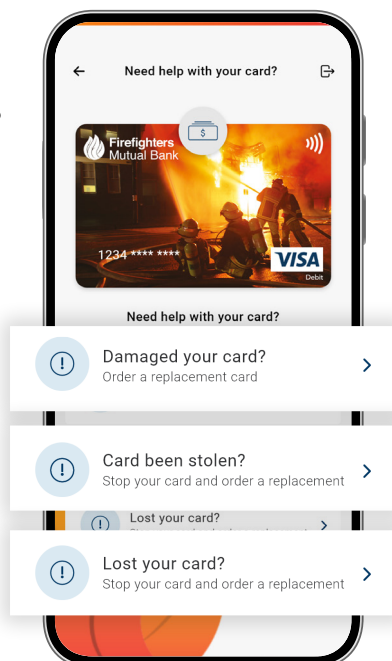 Need help with your card?
$
Firefighters
Mutual Bank
1234 **** ****
VISA
Debit
Need help with your card?
Damaged your card?
Order a replacement card
Card been stolen?
Stop your card and order a replacement
Lost your card?
Lost your card?
Stop your card and order a replacement